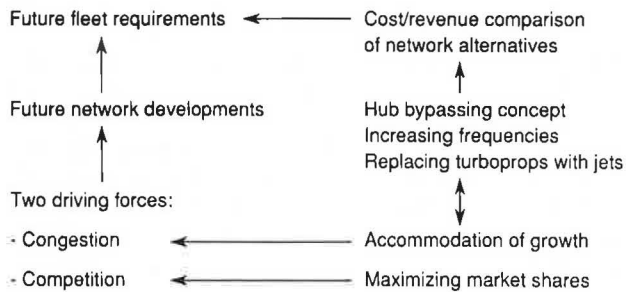 Future fleet requirements
Cost/revenue comparison
of network alternatives
Future network developments
Hub bypassing concept
Increasing frequencies
Replacing turboprops with jets
Two driving forces:
- Congestion
Accommodation of growth
- Competition
Maximizing market shares